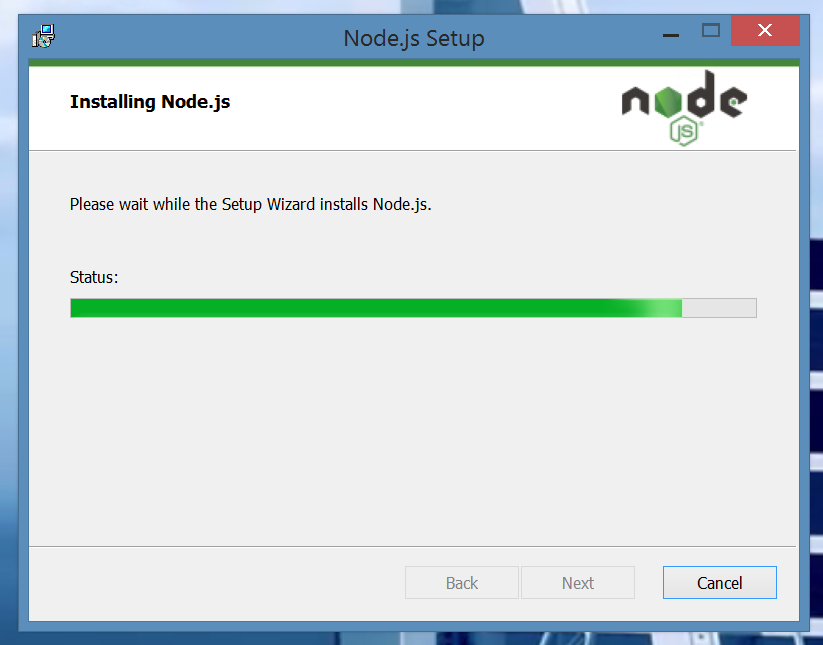 Node.js Setup
Installing Node.js
node
JS
Please wait while the Setup Wizard installs Node.js.
Status:
Back
Next
Cancel